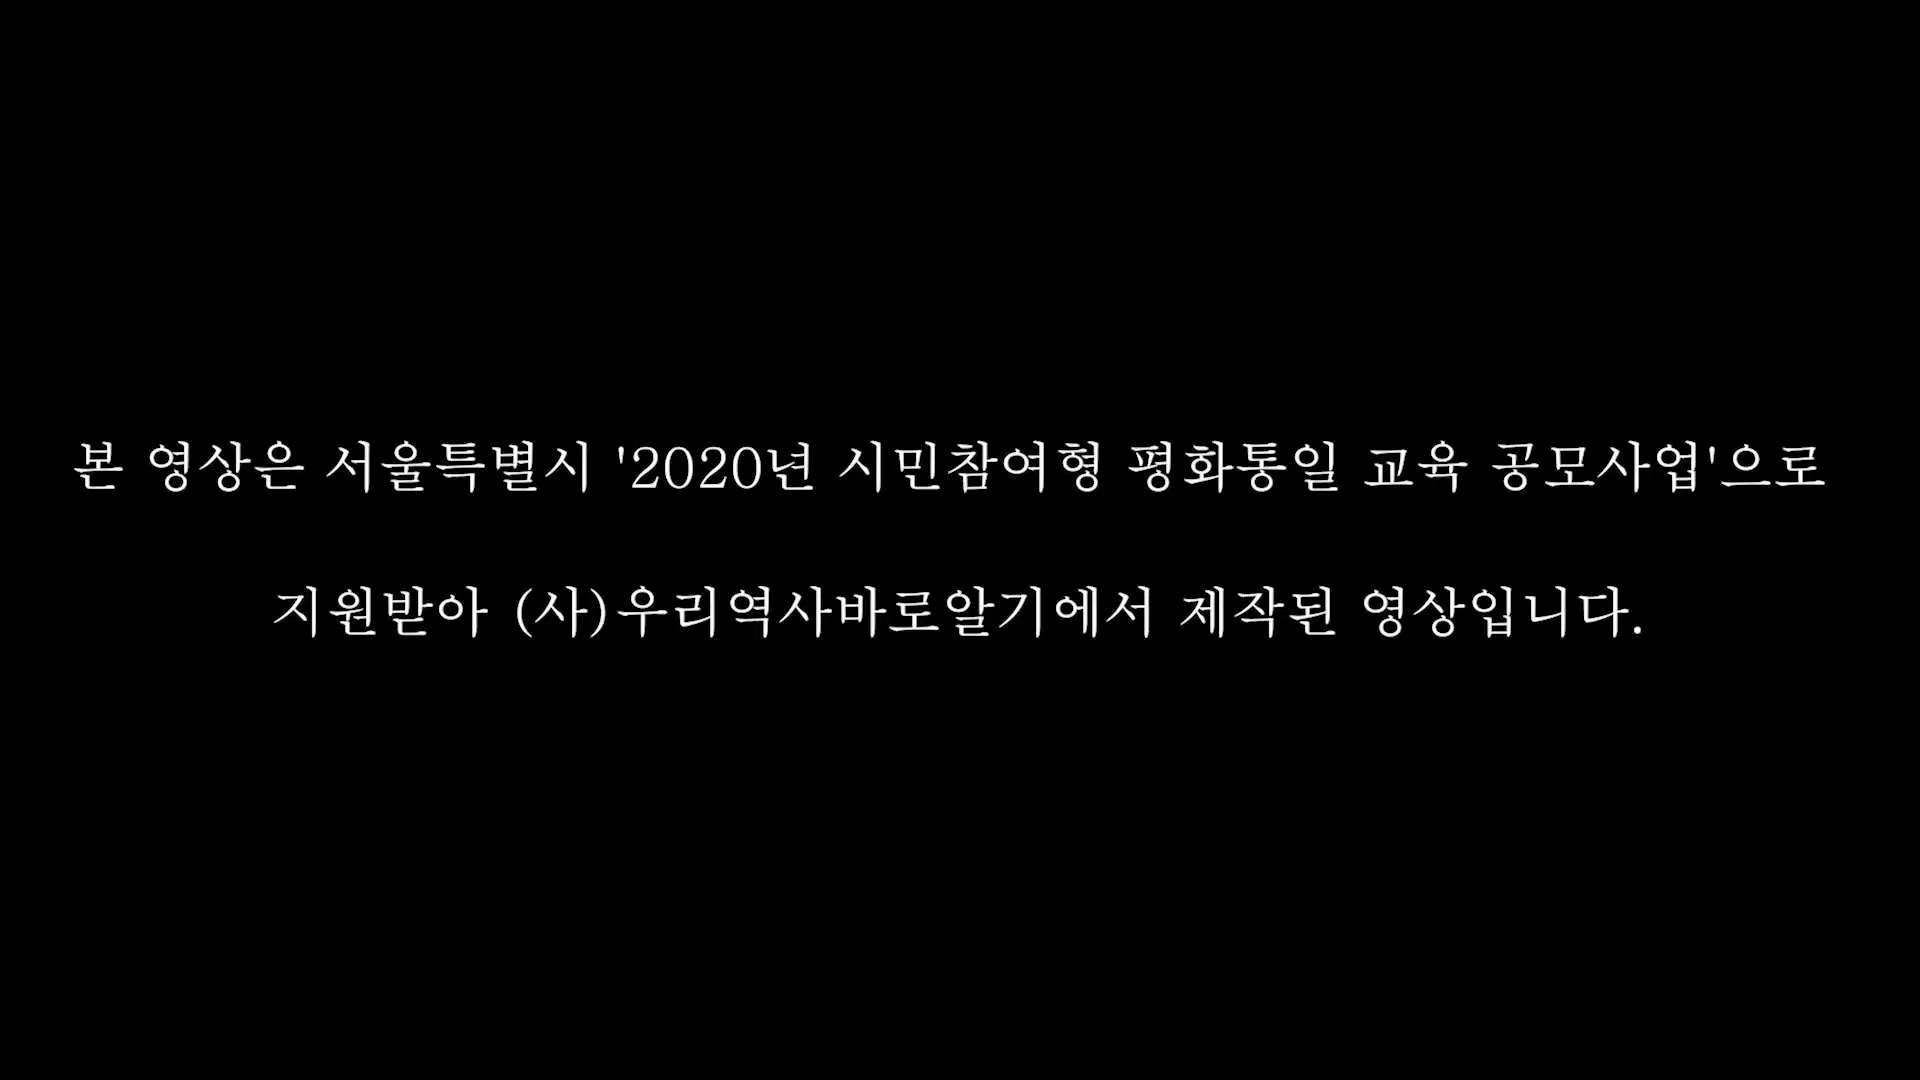 본 영상은 서울특별시 '2020년 시민참여형 평화통일 교육 공모사업'으로
지원받아 (사)우리역사바로알기에서 제작된 영상입니다.